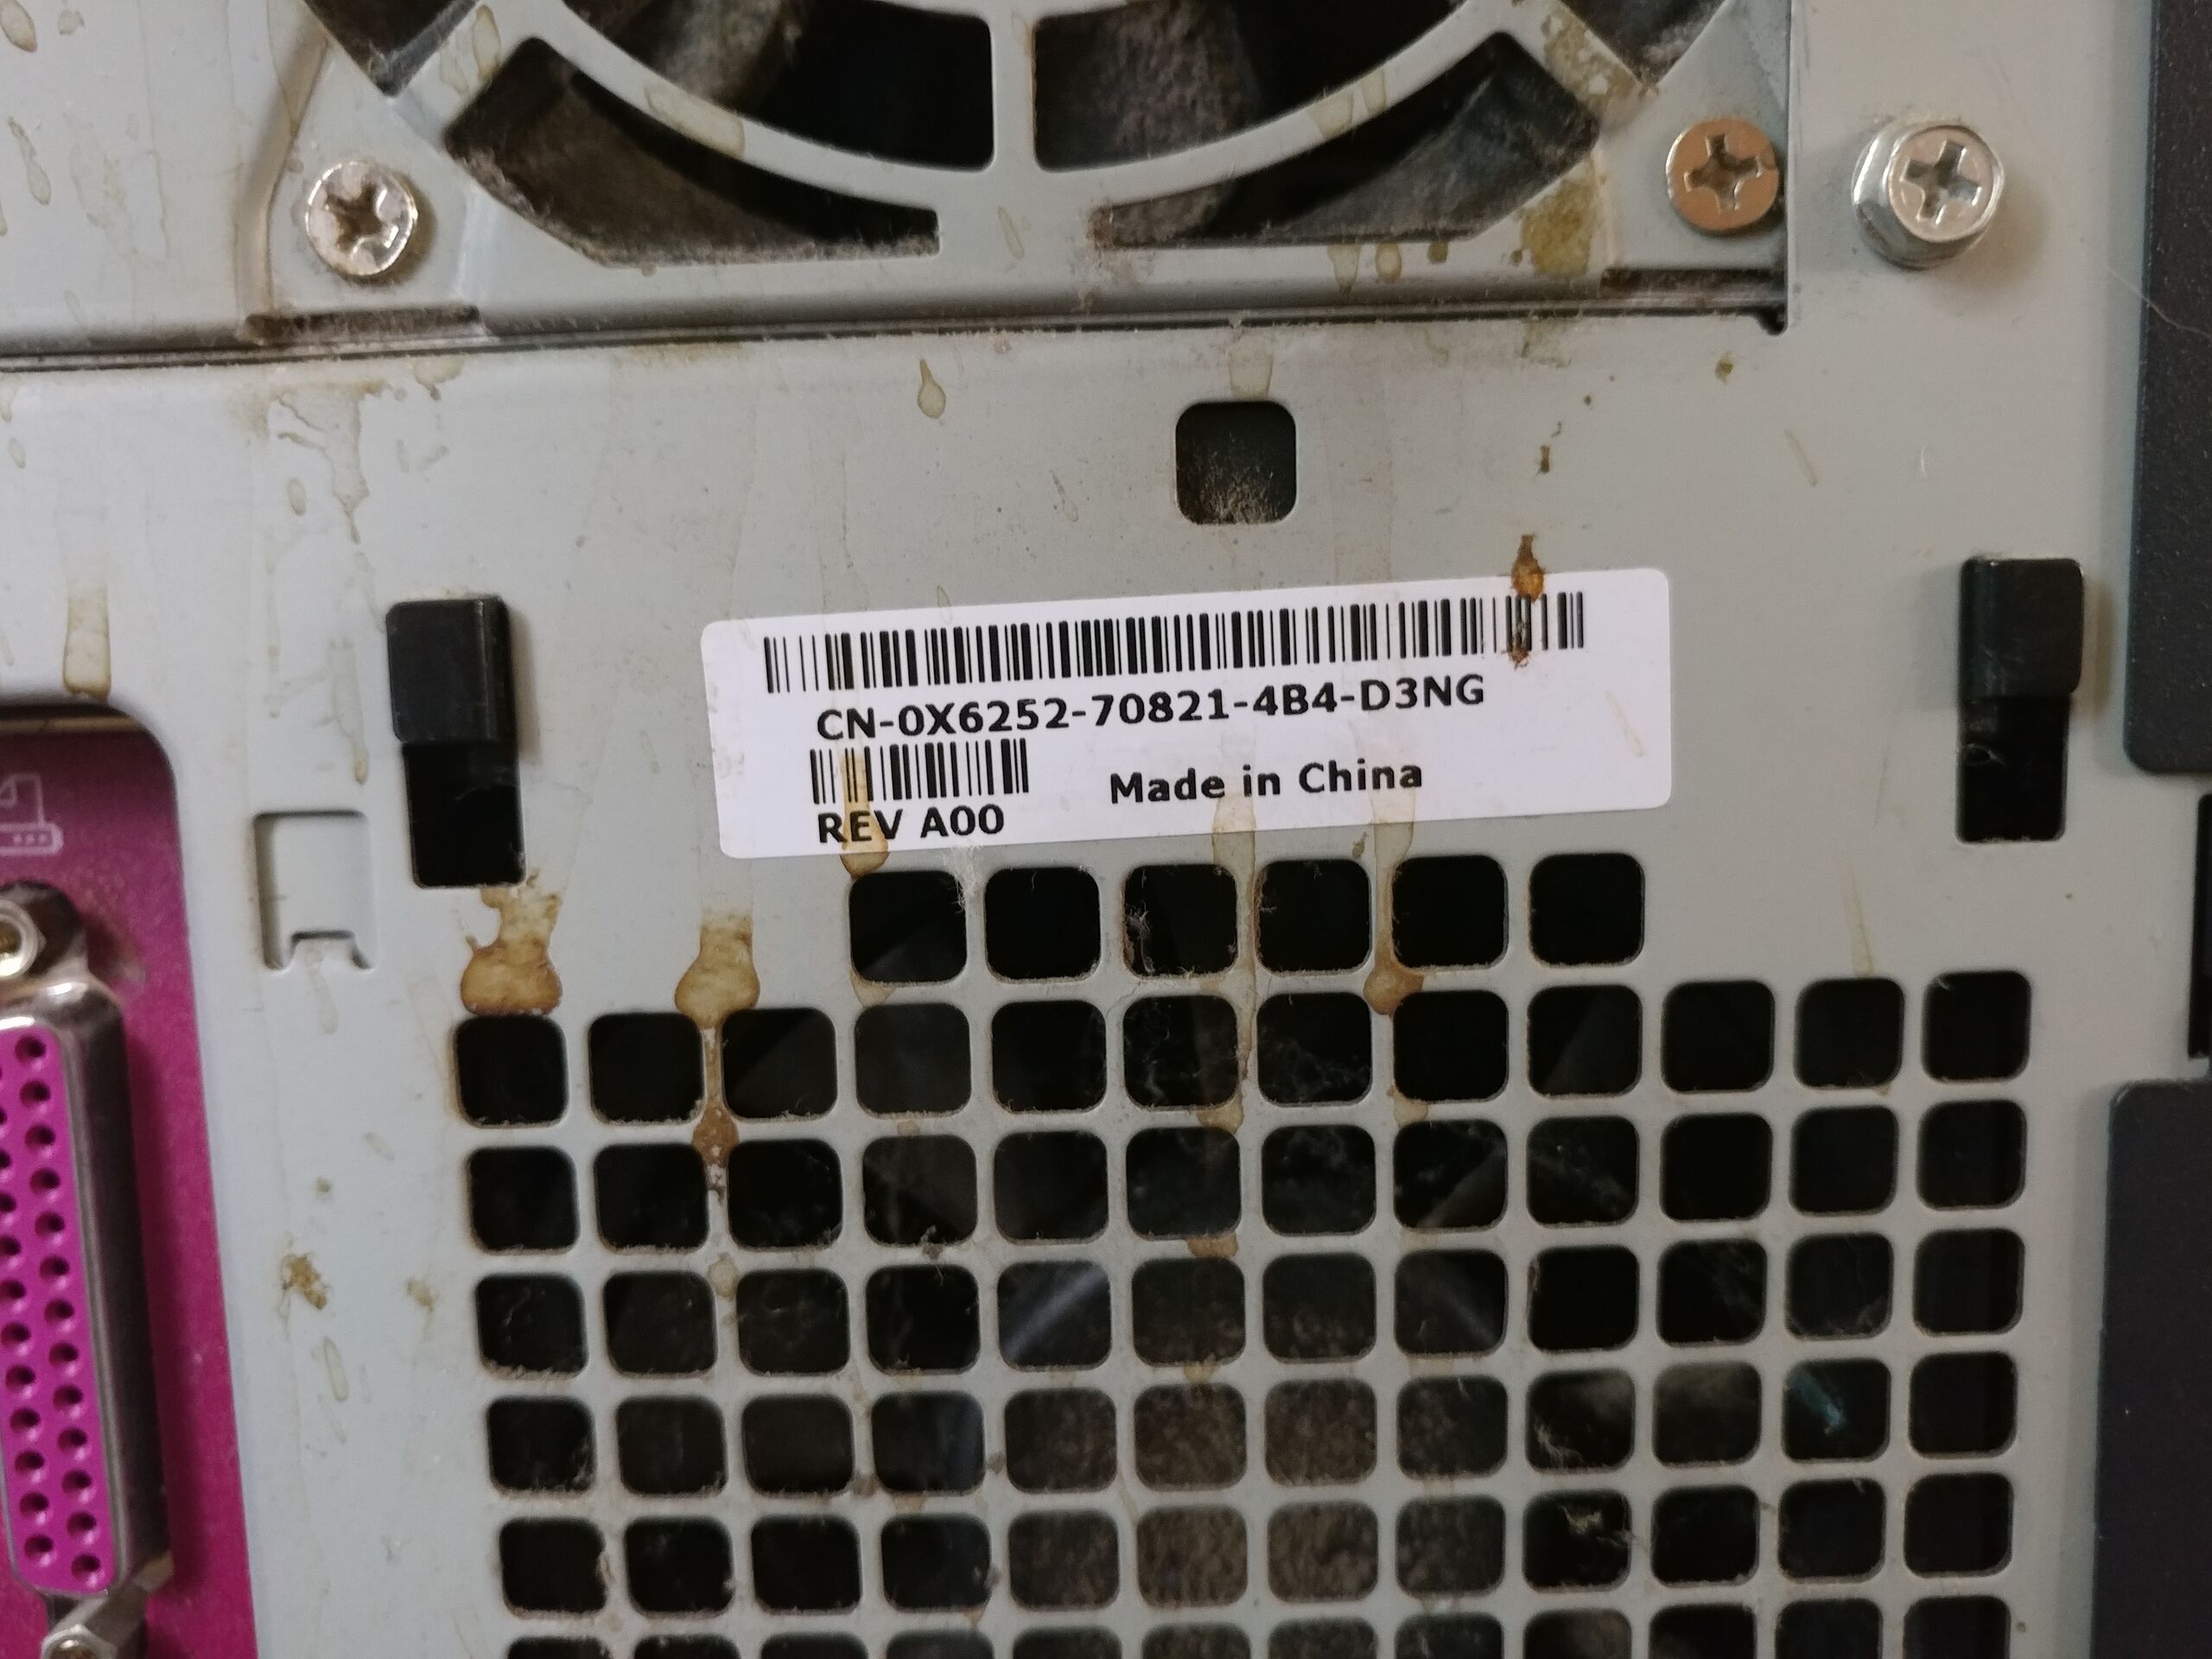 CN-0X6252-70821-4B4-D3NG
Made in China
REV A00